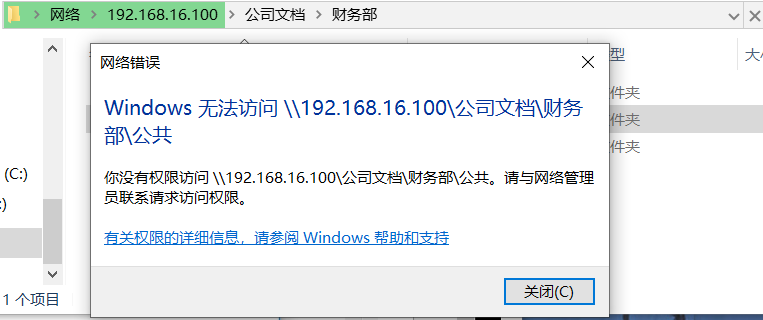 网络 > 192.168.16.100 > 公司文档 > 财务部
型
大小
网络错误
Windows 无法访问 \\192.168.16.100\公司文档\财务
部\公共
件夹
件夹
件夹
你没有权限访问 \\192.168.16.100\公司文档\财务部\公共。请与网络管理
员联系请求访问权限。
(C:)
:)
有关权限的详细信息，请参阅 Windows 帮助和支持
关闭(C)
1 个项目